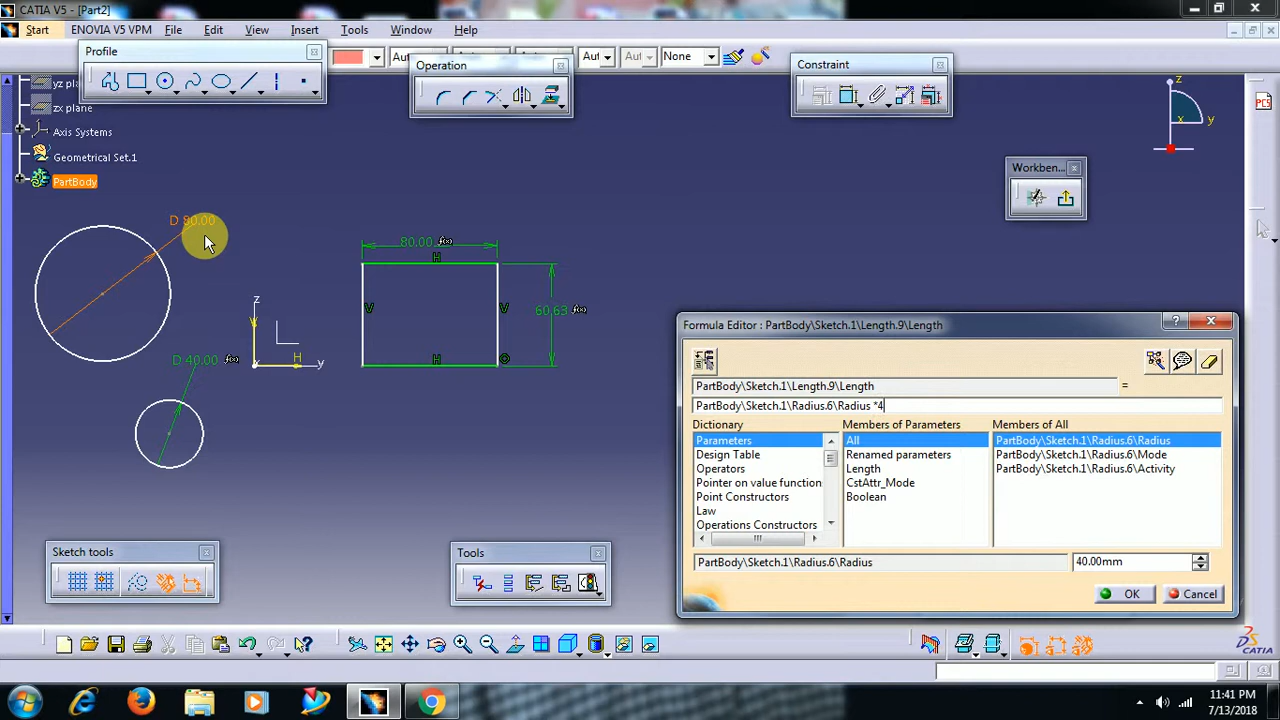 CATIA V5 - [Part2]
Start ENOVIA V5 VPM File Edit View Insert Tools Window Help
Profile
Operation
Constraint
Aut
Aut
None
yz plan
zx plane
Axis Systems
Geometrical Set.1
PartBody
z
x
y
PCS
Workben...
D 80.00
80.00 f(x)
H
V
V
60.63 f(x)
D 40.00 f(x)
H
z
H
x
y
Formula Editor : PartBody\Sketch.1\Length.9\Length
PartBody\Sketch.1\Length.9\Length =
PartBody\Sketch.1\Radius.6\Radius *4
Dictionary Members of Parameters Members of All
Parameters All PartBody\Sketch.1\Radius.6\Radius
Design Table Renamed parameters PartBody\Sketch.1\Radius.6\Mode
Operators Length PartBody\Sketch.1\Radius.6\Activity
Pointer on value function CstAttr_Mode
Point Constructors Boolean
Law
Operations Constructors
PartBody\Sketch.1\Radius.6\Radius 40.00mm
OK Cancel
Sketch tools
Tools
CATIA
11:41 PM
7/13/2018